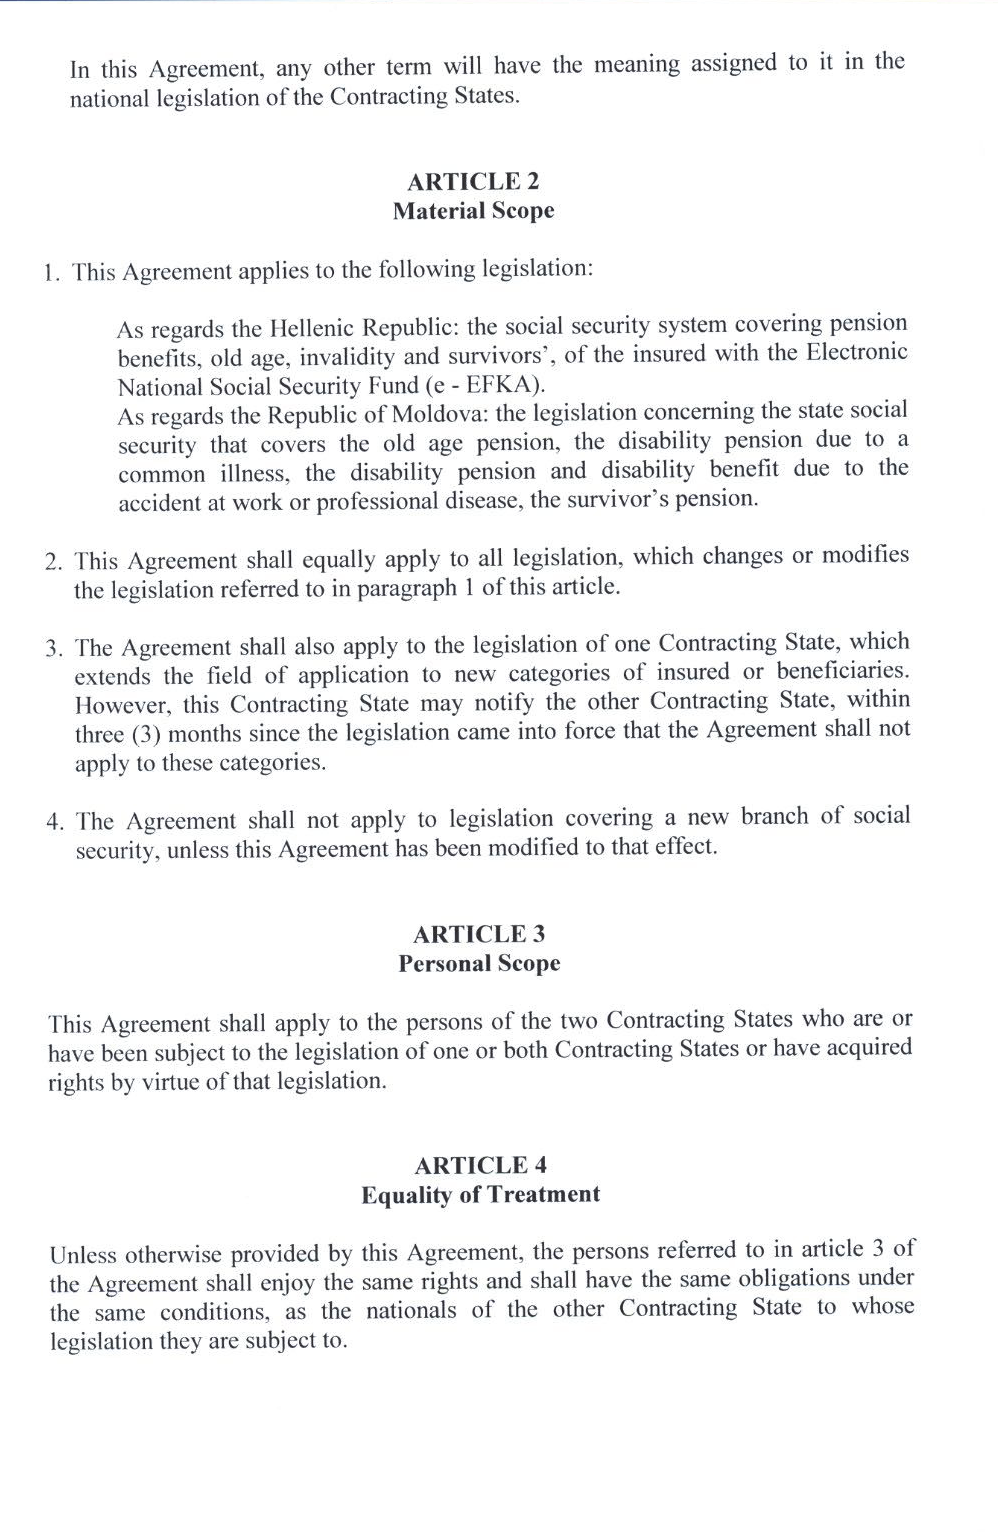 In this Agreement, any other term will have the meaning assigned to it in the
national legislation of the Contracting States.
ARTICLE 2
Material Scope
1. This Agreement applies to the following legislation:
As regards the Hellenic Republic: the social security system covering pension
benefits, old age, invalidity and survivors’, of the insured with the Electronic
National Social Security Fund (e - EFKA).
As regards the Republic of Moldova: the legislation concerning the state social
security that covers the old age pension, the disability pension due to a
common illness, the disability pension and disability benefit due to the
accident at work or professional disease, the survivor’s pension.
2. This Agreement shall equally apply to all legislation, which changes or modifies
the legislation referred to in paragraph 1 of this article.
3. The Agreement shall also apply to the legislation of one Contracting State, which
extends the field of application to new categories of insured or beneficiaries.
However, this Contracting State may notify the other Contracting State, within
three (3) months since the legislation came into force that the Agreement shall not
apply to these categories.
4. The Agreement shall not apply to legislation covering a new branch of social
security, unless this Agreement has been modified to that effect.
ARTICLE 3
Personal Scope
This Agreement shall apply to the persons of the two Contracting States who are or
have been subject to the legislation of one or both Contracting States or have acquired
rights by virtue of that legislation.
ARTICLE 4
Equality of Treatment
Unless otherwise provided by this Agreement, the persons referred to in article 3 of
the Agreement shall enjoy the same rights and shall have the same obligations under
the same conditions, as the nationals of the other Contracting State to whose
legislation they are subject to.